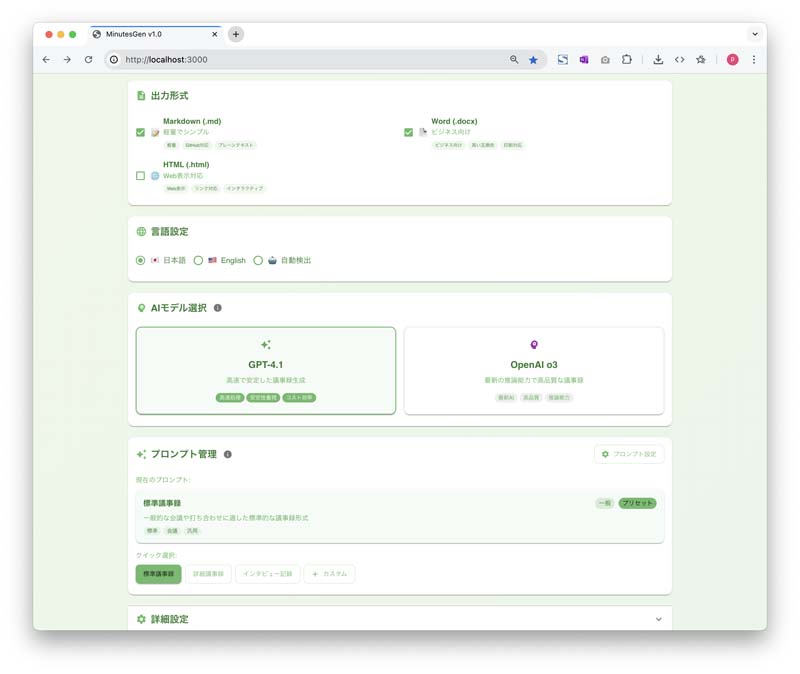 MinutesGen v1.0
http://localhost:3000
出力形式
Markdown (.md)
軽量でシンプル
軽量 GitHub対応 プレーンテキスト
Word (.docx)
ビジネス向け
ビジネス向け 高い互換性 印刷対応
HTML (.html)
Web表示対応
Web表示 リンク対応 インタラクティブ
言語設定
日本語 English 自動検出
AIモデル選択
GPT-4.1
高速で安定した議事録生成
高速処理 安定性重視 コスト効率
OpenAI o3
最新の推論能力で高品質な議事録
最新AI 高品質 推論能力
プロンプト管理
プロンプト設定
現在のプロンプト:
標準議事録
一般 プリセット
一般的な会議や打ち合わせに適した標準的な議事録形式
標準 会議 汎用
クイック選択:
標準議事録 詳細議事録 インタビュー記録 + カスタム
詳細設定